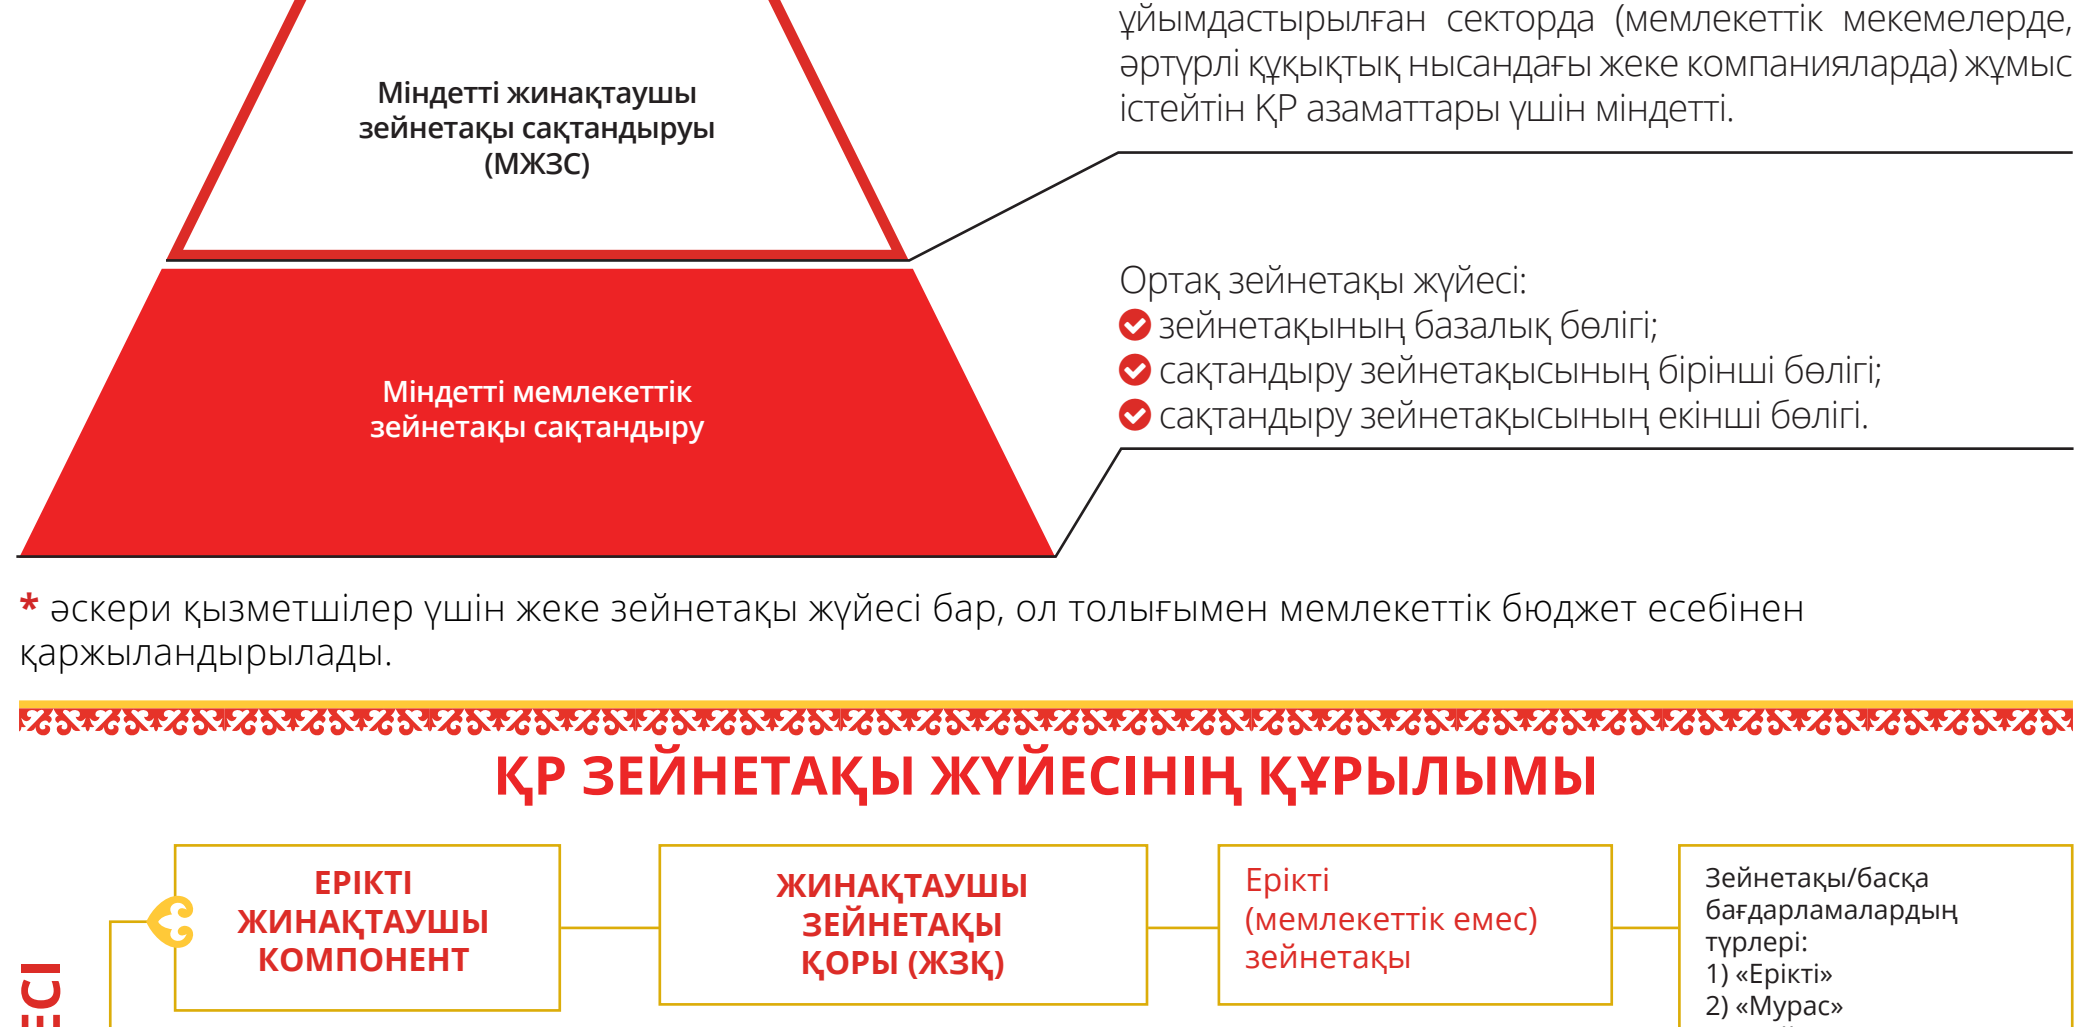 ұйымдастырылған секторда (мемлекеттік мекемелерде,
әртүрлі құқықтық нысандағы жеке компанияларда) жұмыс
істейтін ҚР азаматтары үшін міндетті.
Міндетті жинақтаушы
зейнетақы сақтандыруы
(МЖЗС)
Ортақ зейнетақы жүйесі:
зейнетақының базалық бөлігі;
сақтандыру зейнетақысының бірінші бөлігі;
сақтандыру зейнетақысының екінші бөлігі.
Міндетті мемлекеттік
зейнетақы сақтандыру
* әскери қызметшілер үшін жеке зейнетақы жүйесі бар, ол толығымен мемлекеттік бюджет есебінен
қаржыландырылады.
ҚР ЗЕЙНЕТАҚЫ ЖҮЙЕСІНІҢ ҚҰРЫЛЫМЫ
ЕРІКТІ
ЖИНАҚТАУШЫ
КОМПОНЕНТ
ЖИНАҚТАУШЫ
ЗЕЙНЕТАҚЫ
ҚОРЫ (ЖЗҚ)
Ерікті
(мемлекеттік емес)
зейнетақы
Зейнетақы/басқа
бағдарламалардың
түрлері:
1) «Ерікті»
2) «Мурас»